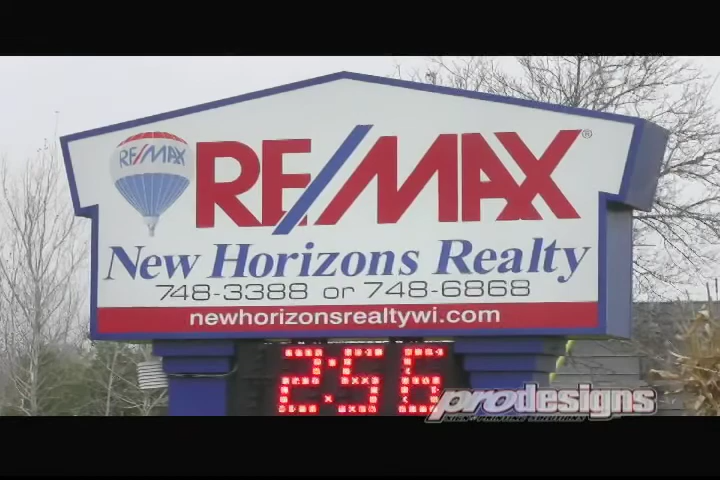 RE/MAX
RE/MAX®
New Horizons Realty
748-3388 or 748-6868
newhorizonsrealtywi.com
2:56
prodesigns